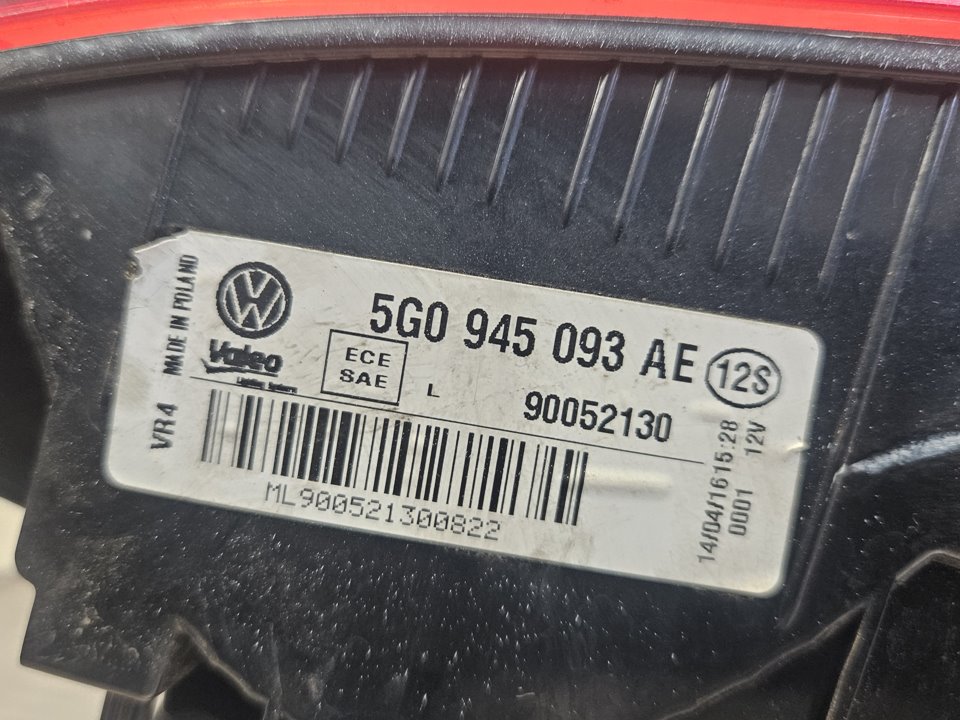 MADE IN POLAND
VW
5G0 945 093 AE
12S
Valeo
ECE
SAE
L
90052130
VR4
ML900521300822
14/04/16 15:28
0001 12V